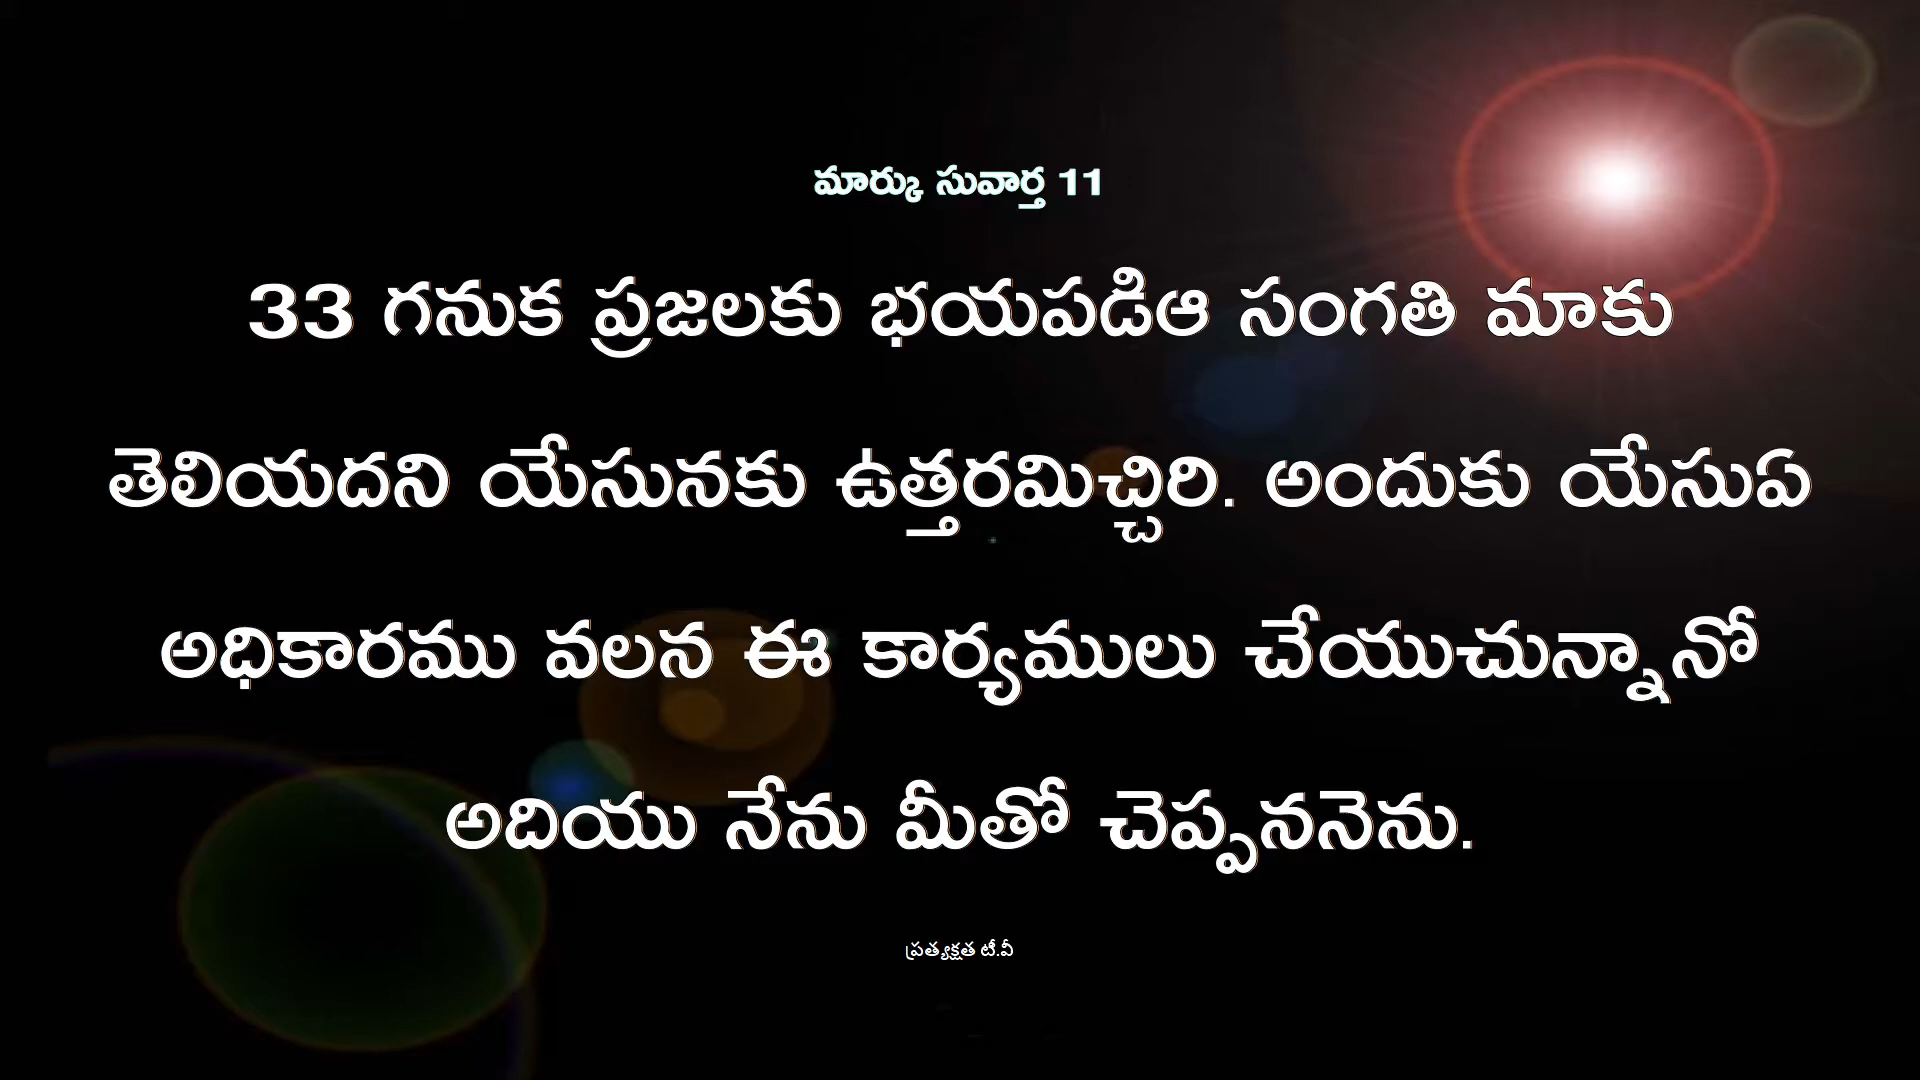 మార్కు సువార్త 11
33 గనుక ప్రజలకు భయపడిఆ సంగతి మాకు
తెలియదని యేసునకు ఉత్తరమిచ్చిరి. అందుకు యేసుఏ
అధికారము వలన ఈ కార్యములు చేయుచున్నానో
అదియు నేను మీతో చెప్పననెను.
ప్రత్యక్షత టీ.వీ